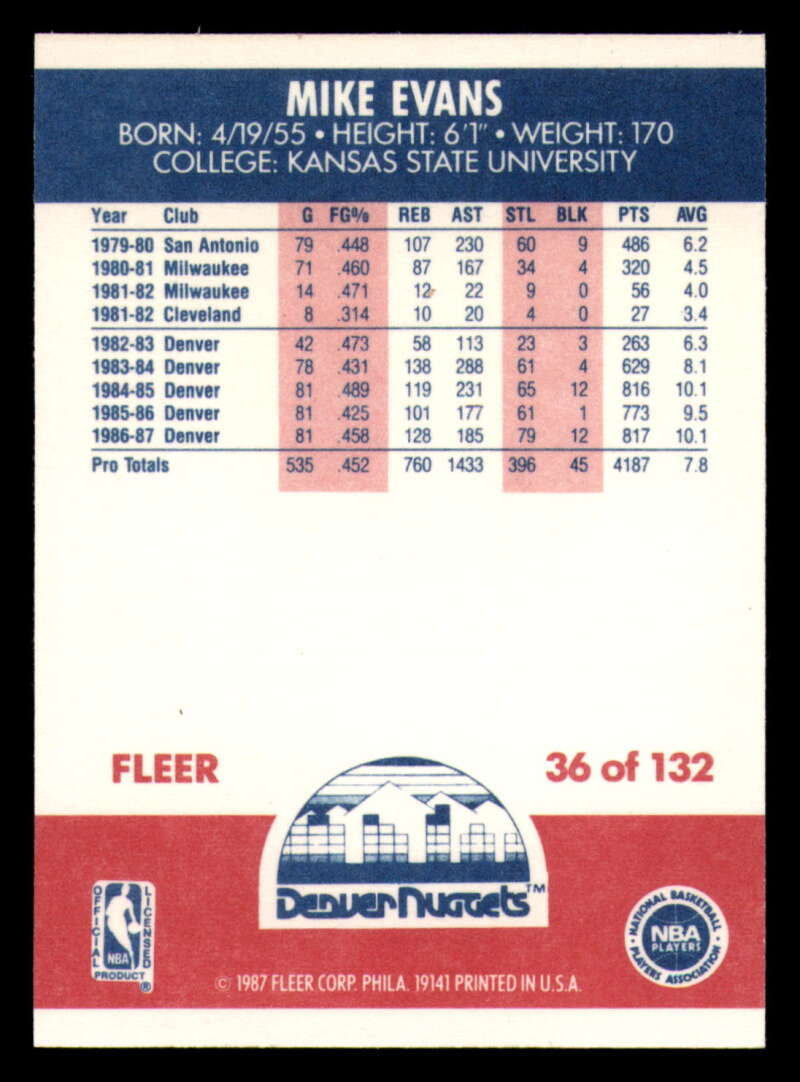 MIKE EVANS
BORN: 4/19/55 • HEIGHT: 6'1" • WEIGHT: 170
COLLEGE: KANSAS STATE UNIVERSITY
Year Club G FG% REB AST STL BLK PTS AVG
1979-80 San Antonio 79 .448 107 230 60 9 486 6.2
1980-81 Milwaukee 71 .460 87 167 34 4 320 4.5
1981-82 Milwaukee 14 .471 12 22 9 0 56 4.0
1981-82 Cleveland 8 .314 10 20 4 0 27 3.4
1982-83 Denver 42 .473 58 113 23 3 263 6.3
1983-84 Denver 78 .431 138 288 61 4 629 8.1
1984-85 Denver 81 .489 119 231 65 12 816 10.1
1985-86 Denver 81 .425 101 177 61 1 773 9.5
1986-87 Denver 81 .458 128 185 79 12 817 10.1
Pro Totals 535 .452 760 1433 396 45 4187 7.8
FLEER
36 of 132
Denver Nuggets™
OFFICIAL LICENSED
NBA
PRODUCT ®
NATIONAL BASKETBALL
NBA
PLAYERS
PLAYERS ASSOCIATION
© 1987 FLEER CORP. PHILA. 19141 PRINTED IN U.S.A.